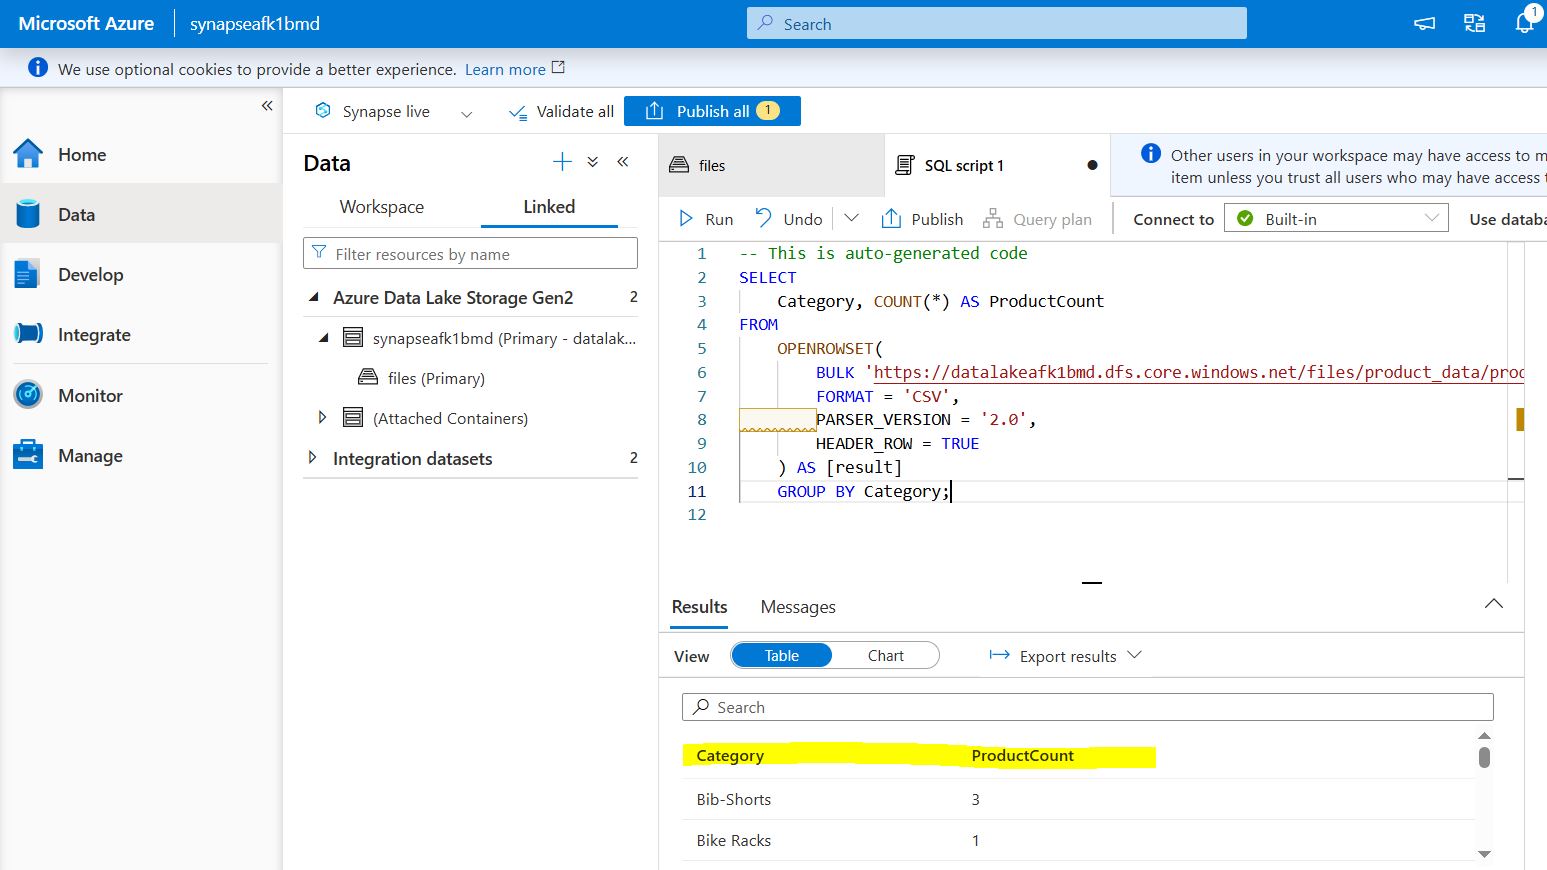 Microsoft Azure synapseafk1bmd Search 1
We use optional cookies to provide a better experience. Learn more
Synapse live Validate all Publish all 1
Home
Data
Develop
Integrate
Monitor
Manage
Data
Workspace Linked
Filter resources by name
Azure Data Lake Storage Gen2 2
synapseafk1bmd (Primary - datalak...
files (Primary)
(Attached Containers)
Integration datasets 2
files SQL script 1
Other users in your workspace may have access to m
item unless you trust all users who may have access
Run Undo Publish Query plan Connect to Built-in Use databa
1 -- This is auto-generated code
2 SELECT
3 Category, COUNT(*) AS ProductCount
4 FROM
5 OPENROWSET(
6 BULK 'https://datalakeafk1bmd.dfs.core.windows.net/files/product_data/prod
7 FORMAT = 'CSV',
8 PARSER_VERSION = '2.0',
9 HEADER_ROW = TRUE
10 ) AS [result]
11 GROUP BY Category;
12
Results Messages
View Table Chart Export results
Search
Category ProductCount
Bib-Shorts 3
Bike Racks 1